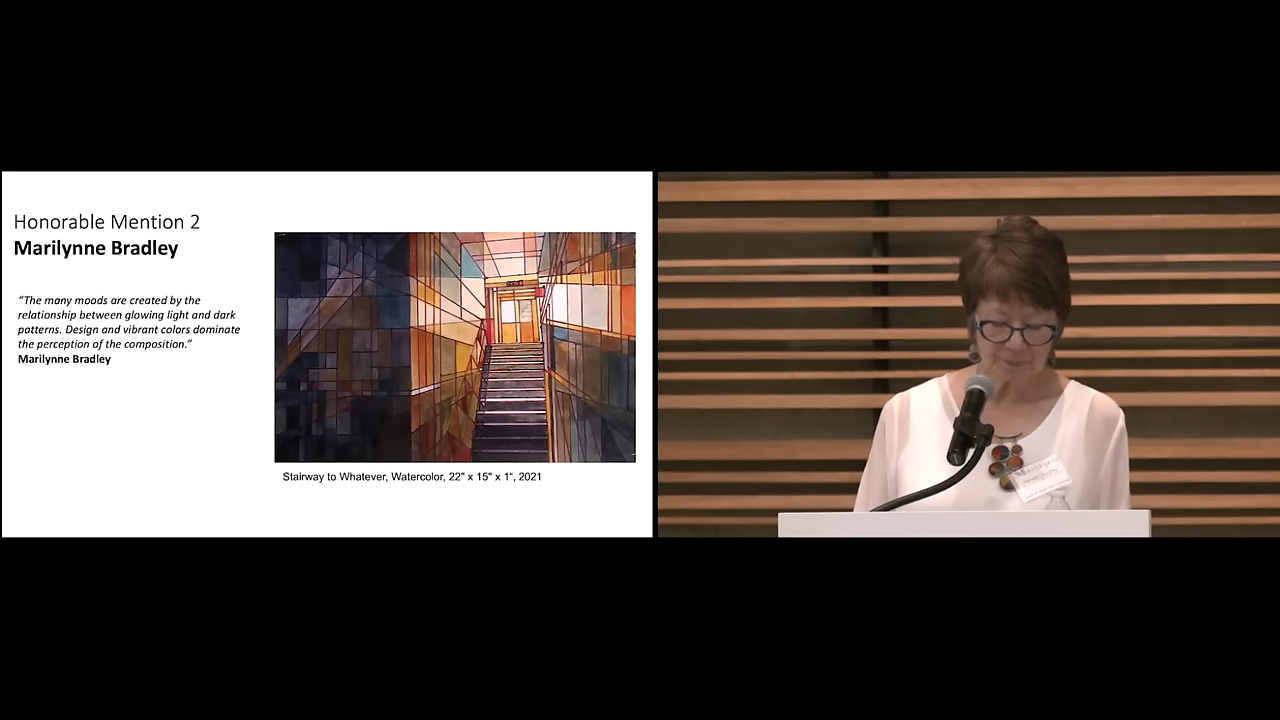 Honorable Mention 2
Marilynne Bradley
“The many moods are created by the
relationship between glowing light and dark
patterns. Design and vibrant colors dominate
the perception of the composition.”
Marilynne Bradley
Stairway to Whatever, Watercolor, 22" x 15" x 1“, 2021